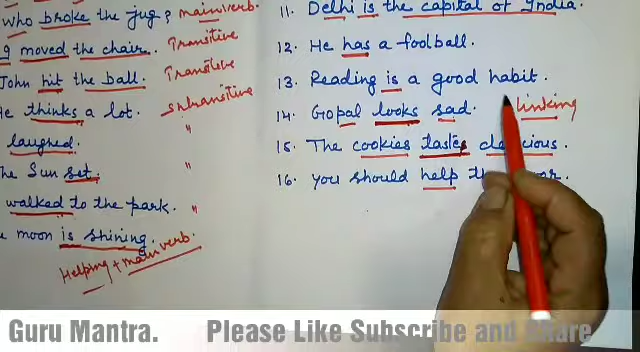 who broke the jug ? main verb.
I moved the chair. Transitive
John hit the ball. Transitive
He thinks a lot. Intransitive
laughed. "
The Sun set. "
walked to the park. "
moon is shining.
Helping + main verb.
11. Delhi is the capital of India.
12. He has a football.
13. Reading is a good habit.
14. Gopal looks sad. linking
15. The cookies taste delicious.
16. You should help the
Guru Mantra. Please Like Subscribe and Share